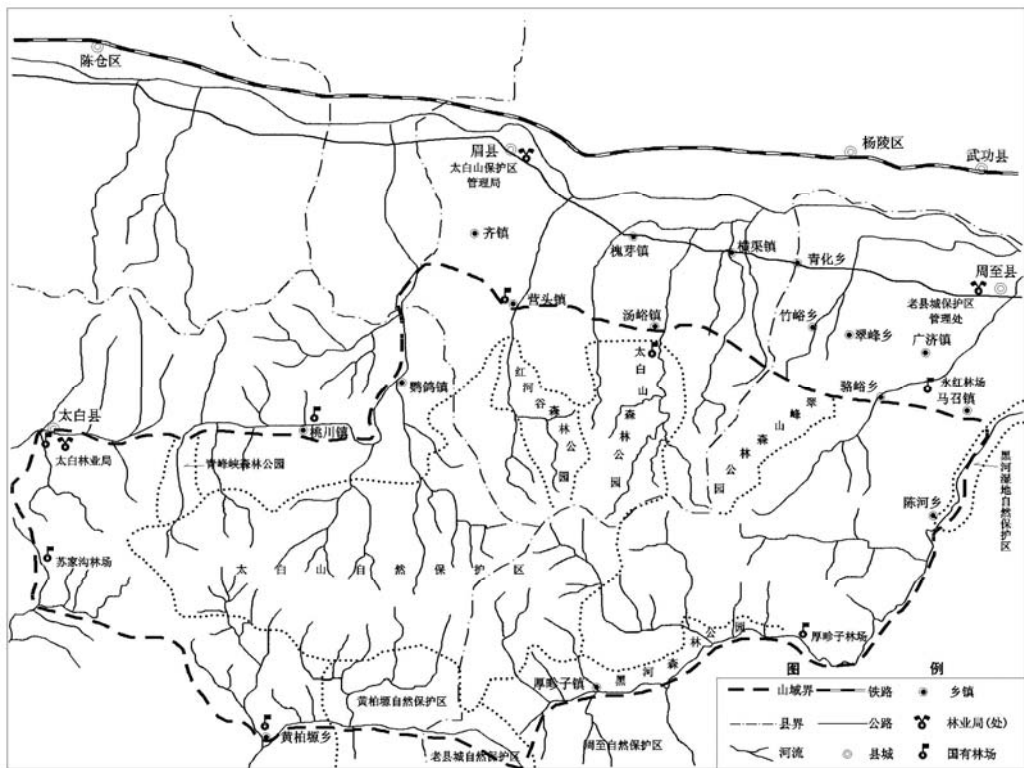 陈仓区
眉县
太白山保护区
管理局
杨陵区
武功县
齐镇
槐芽镇
横渠镇
青化乡
周至县
老县城保护区
管理处
营头镇
汤峪镇
竹峪乡
翠峰乡
广济镇
鹦鸽镇
红河谷森林公园
太白山森林公园
翠峰山森林公园
骆峪乡
永红林场
马召镇
太白县
太白林业局
桃川镇
青峰峡森林公园
黑河湿地自然保护区
陈河乡
苏家沟林场
太白山自然保护区
厚畛子林场
黑河森林公园
厚畛子镇
黄柏塬自然保护区
黄柏塬乡
老县城自然保护区
周至自然保护区
图 例
山域界 铁路 乡镇
县界 公路 林业局(处)
河流 县城 国有林场